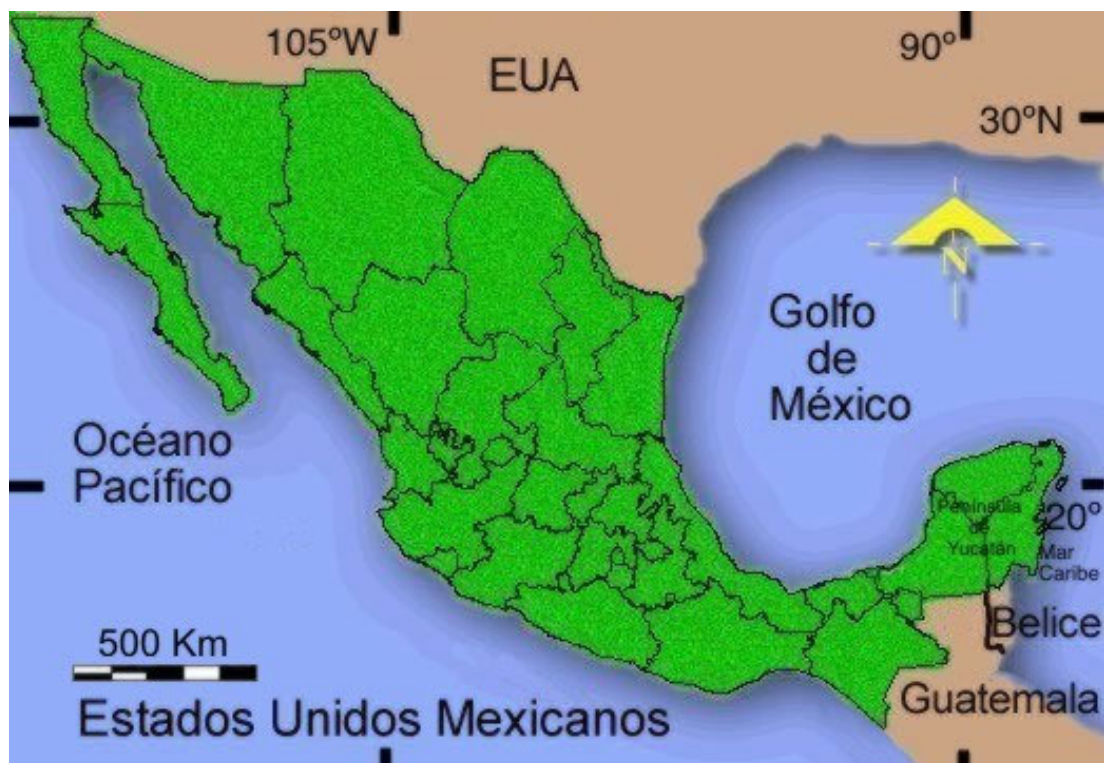 105ºW
90º
EUA
30ºN
N
Golfo
de
México
Océano
Pacífico
Península
de
Yucatán
20º
Mar
Caribe
Belice
500 Km
Guatemala
Estados Unidos Mexicanos